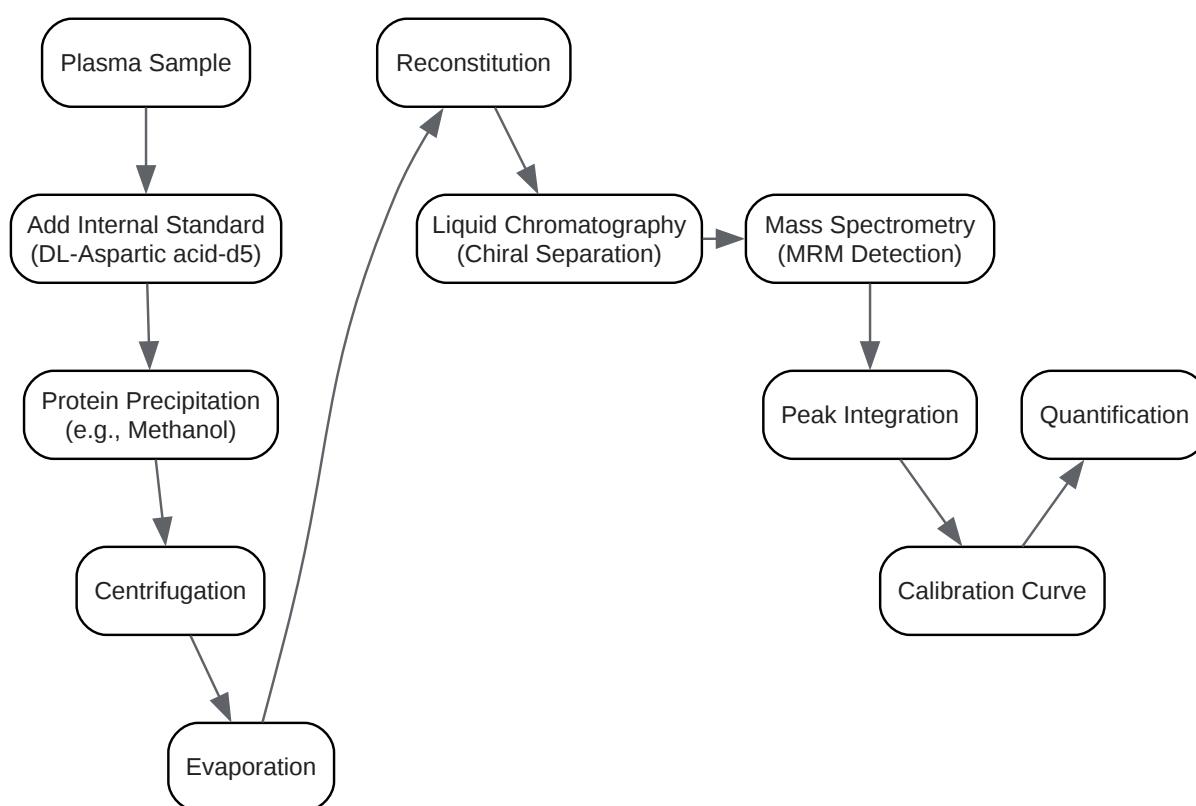 Plasma Sample
Add Internal Standard
(DL-Aspartic acid-d5)
Protein Precipitation
(e.g., Methanol)
Centrifugation
Evaporation
Reconstitution
Liquid Chromatography
(Chiral Separation)
Mass Spectrometry
(MRM Detection)
Peak Integration
Calibration Curve
Quantification